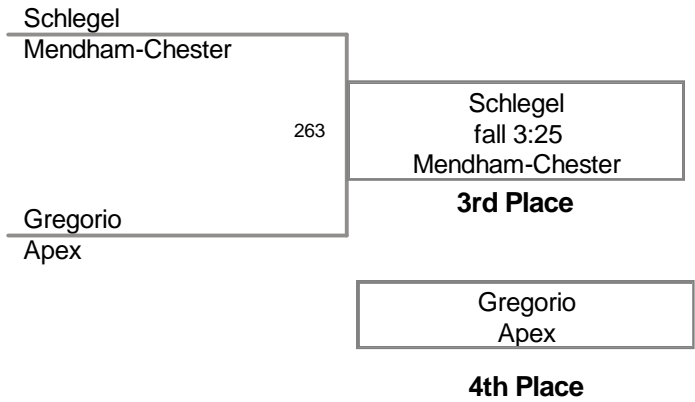 Schlegel
Mendham-Chester
263
Schlegel
fall 3:25
Mendham-Chester
3rd Place
Gregorio
Apex
Gregorio
Apex
4th Place